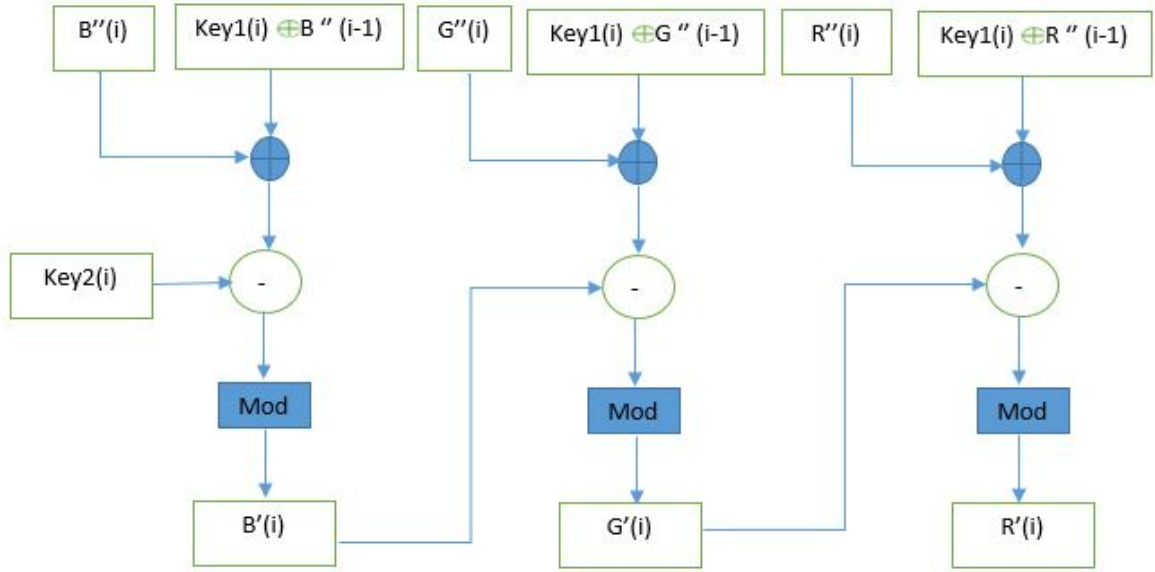 B′′(i)
Key1(i) ⊕B ′′ (i-1)
G′′(i)
Key1(i) ⊕G ′′ (i-1)
R′′(i)
Key1(i) ⊕R ′′ (i-1)
Key2(i)
-
-
-
Mod
Mod
Mod
B’(i)
G’(i)
R’(i)